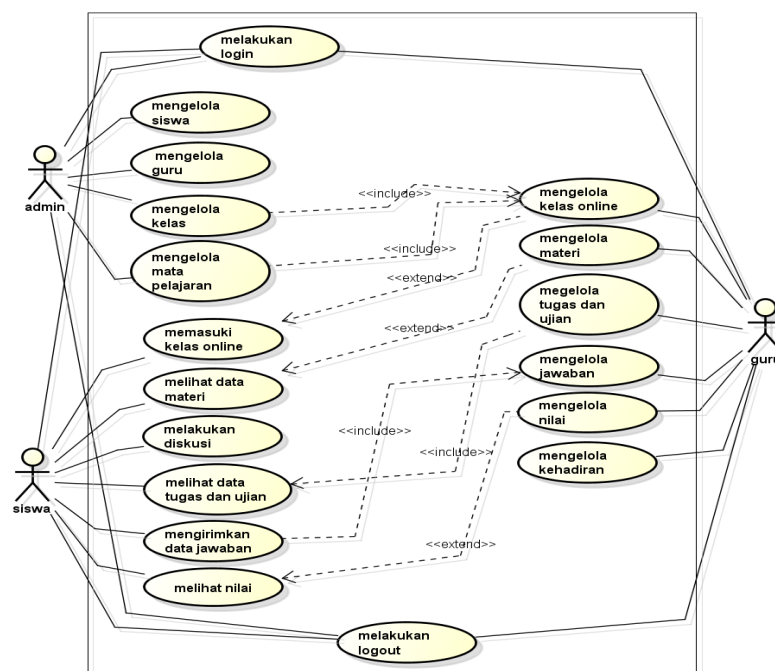 melakukan
login
mengelola
siswa
mengelola
guru
admin
mengelola
kelas
mengelola
mata
pelajaran
<<include>>
<<include>>
<<extend>>
<<extend>>
mengelola
kelas online
mengelola
materi
megelola
tugas dan
ujian
guru
mengelola
jawaban
mengelola
nilai
mengelola
kehadiran
memasuki
kelas online
melihat data
materi
melakukan
diskusi
<<include>>
<<include>>
siswa
melihat data
tugas dan ujian
mengirimkan
data jawaban
<<extend>>
melihat nilai
melakukan
logout